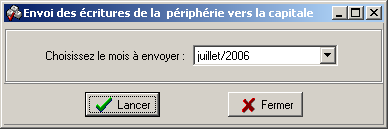 Envoi des écritures de la  périphérie vers la capitale
Choisissez le mois à envoyer : juillet/2006
Lancer Fermer